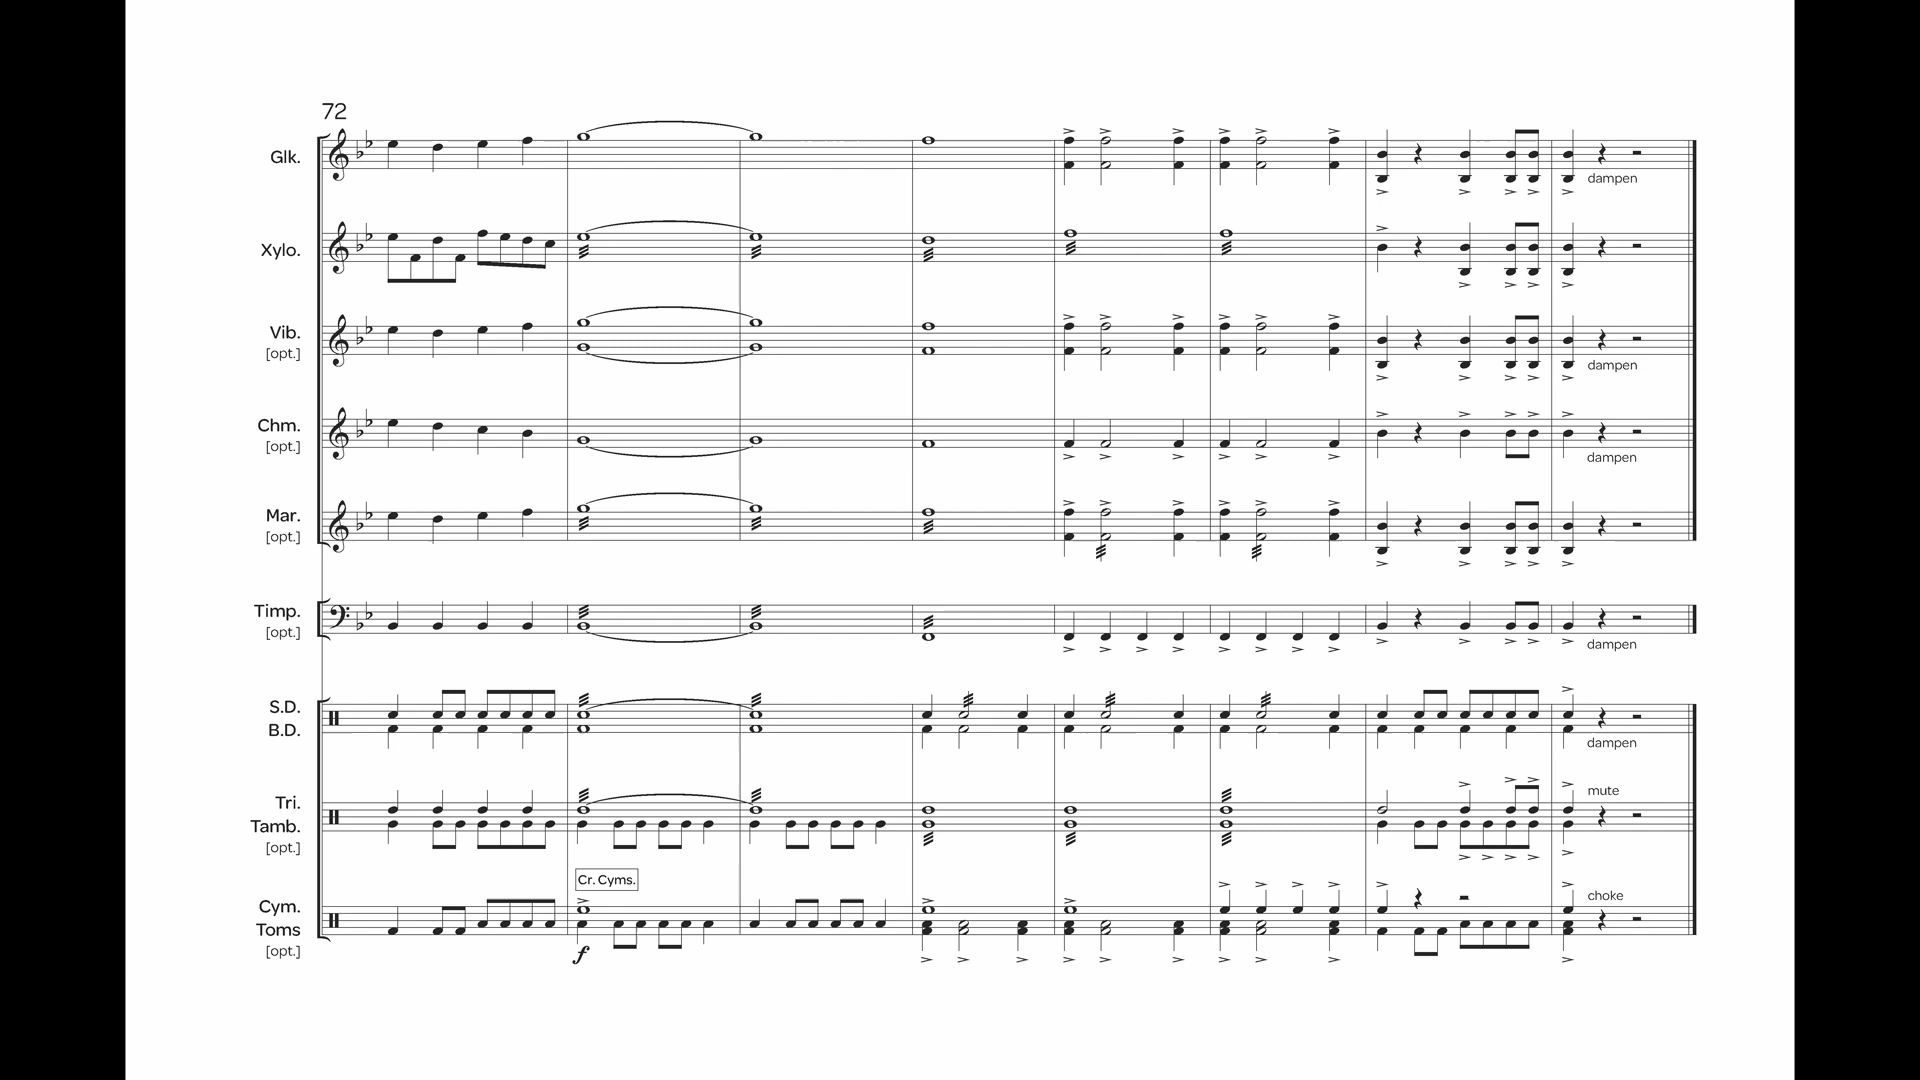 72
Glk.
dampen
Xylo.
Vib.
[opt.]
dampen
Chm.
[opt.]
dampen
Mar.
[opt.]
Timp.
[opt.]
dampen
S.D.
B.D.
dampen
Tri.
mute
Tamb.
[opt.]
Cr. Cyms.
Cym.
choke
Toms
[opt.]
f